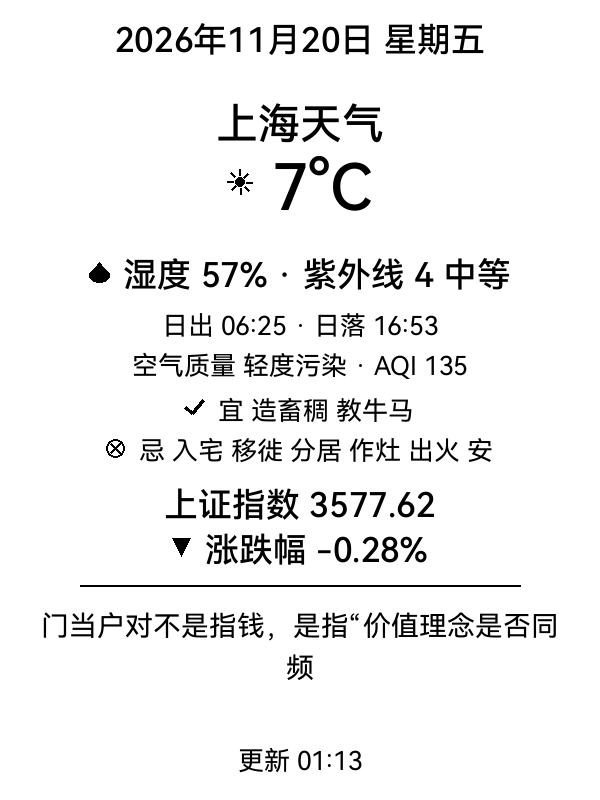 2026年11月20日 星期五
上海天气
7°C
湿度 57% · 紫外线 4 中等
日出 06:25 · 日落 16:53
空气质量 轻度污染 · AQI 135
宜 造畜稠 教牛马
忌 入宅 移徙 分居 作灶 出火 安
上证指数 3577.62
▼ 涨跌幅 -0.28%
门当户对不是指钱，是指“价值理念是否同
频
更新 01:13